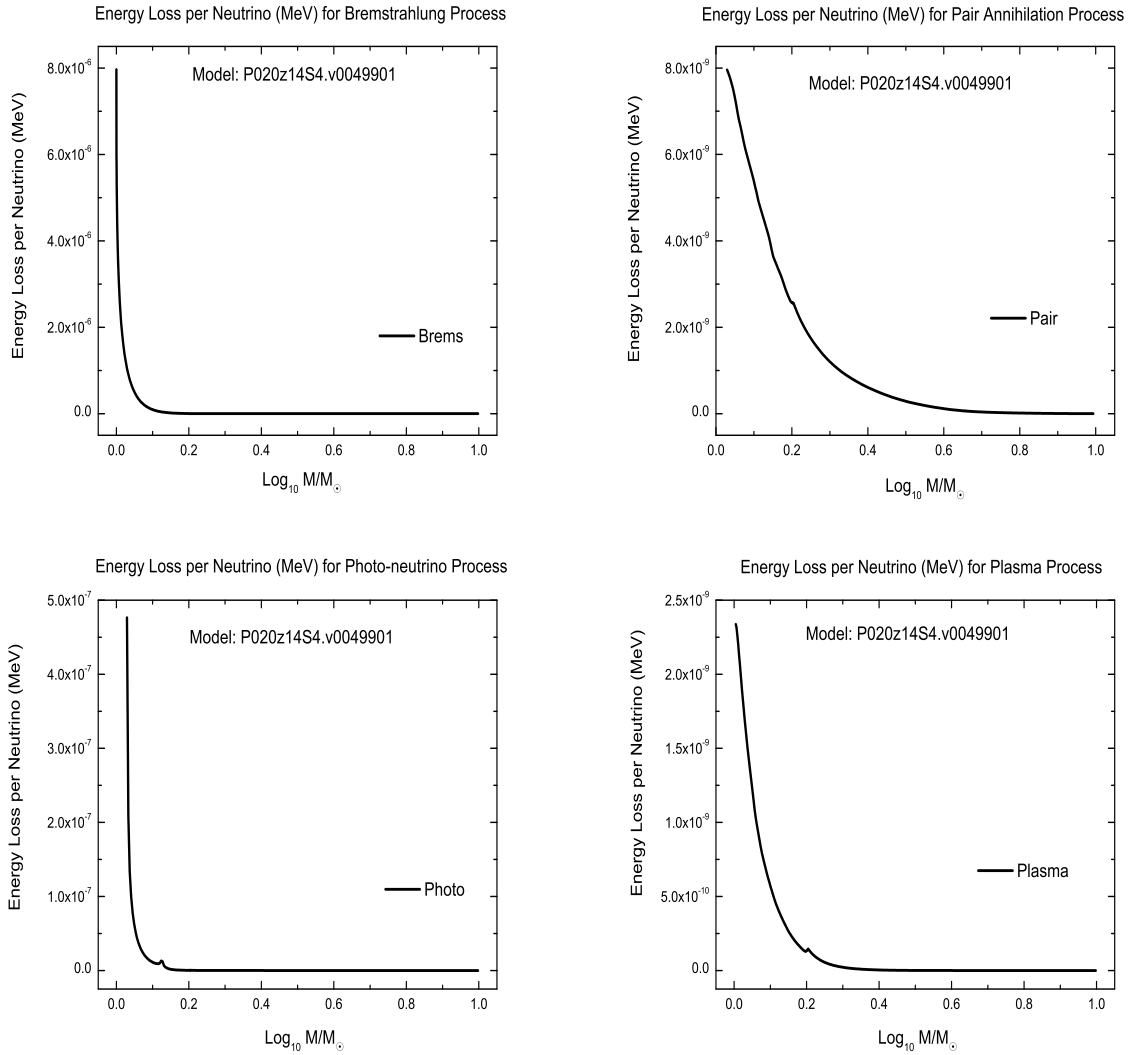 Energy Loss per Neutrino (MeV) for Bremstrahlung Process
Energy Loss per Neutrino (MeV)
8.0x10⁻⁶
6.0x10⁻⁶
4.0x10⁻⁶
2.0x10⁻⁶
0.0
Model: P020z14S4.v0049901
Brems
0.0 0.2 0.4 0.6 0.8 1.0
Log₁₀ M/M☉
Energy Loss per Neutrino (MeV) for Pair Annihilation Process
Energy Loss per Neutrino (MeV)
8.0x10⁻⁹
6.0x10⁻⁹
4.0x10⁻⁹
2.0x10⁻⁹
0.0
Model: P020z14S4.v0049901
Pair
0.0 0.2 0.4 0.6 0.8 1.0
Log₁₀ M/M☉
Energy Loss per Neutrino (MeV) for Photo-neutrino Process
Energy Loss per Neutrino (MeV)
5.0x10⁻⁷
4.0x10⁻⁷
3.0x10⁻⁷
2.0x10⁻⁷
1.0x10⁻⁷
0.0
Model: P020z14S4.v0049901
Photo
0.0 0.2 0.4 0.6 0.8 1.0
Log₁₀ M/M☉
Energy Loss per Neutrino (MeV) for Plasma Process
Energy Loss per Neutrino (MeV)
2.5x10⁻⁹
2.0x10⁻⁹
1.5x10⁻⁹
1.0x10⁻⁹
5.0x10⁻¹⁰
0.0
Model: P020z14S4.v0049901
Plasma
0.0 0.2 0.4 0.6 0.8 1.0
Log₁₀ M/M☉